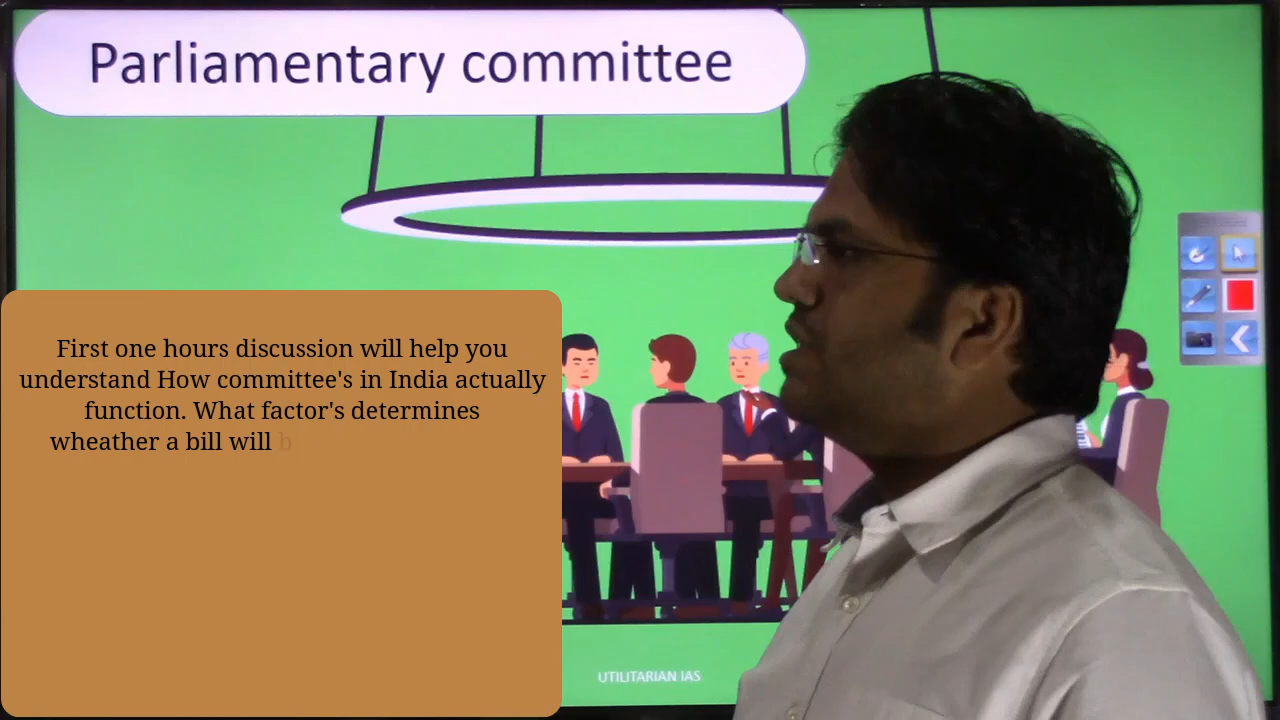 Parliamentary committee
First one hours discussion will help you
understand How committee's in India actually
function. What factor's determines
wheather a bill will b
UTILITARIAN IAS